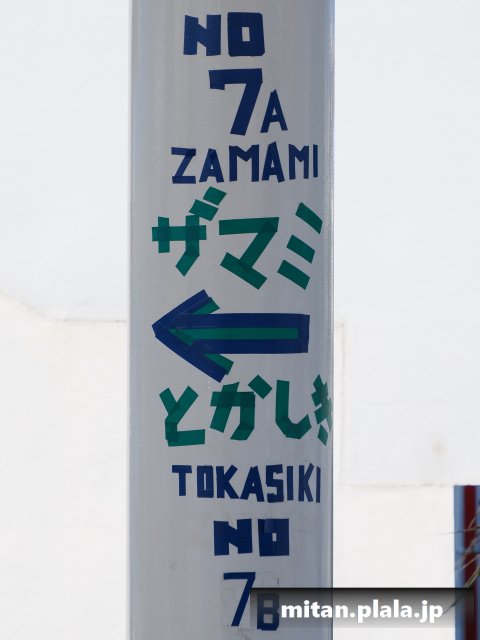 NO
7A
ZAMAMI
ザマミ
とかしき
TOKASIKI
NO
7B
mitan.plala.jp